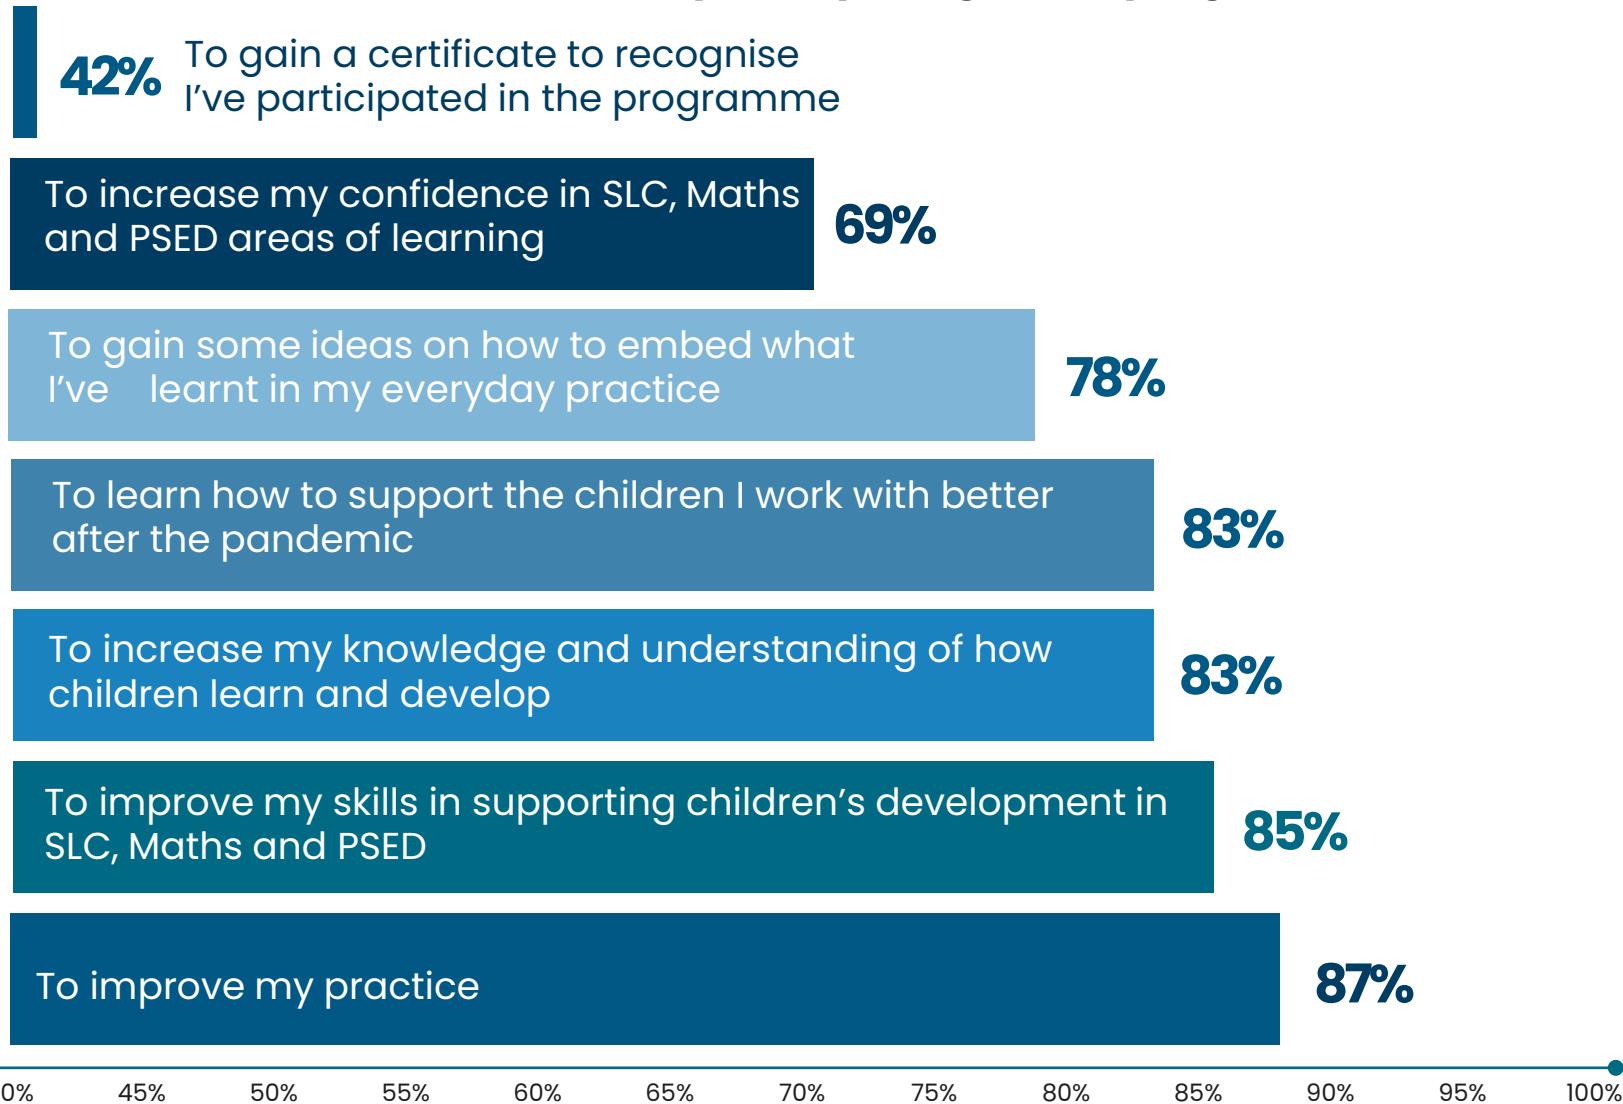 42%
To gain a certificate to recognise
I've participated in the programme
To increase my confidence in SLC, Maths
and PSED areas of learning
69%
To gain some ideas on how to embed what
I've learnt in my everyday practice
78%
To learn how to support the children I work with better
after the pandemic
83%
To increase my knowledge and understanding of how
children learn and develop
83%
To improve my skills in supporting children's development in
SLC, Maths and PSED
85%
To improve my practice
87%
0% 45% 50% 55% 60% 65% 70% 75% 80% 85% 90% 95% 100%